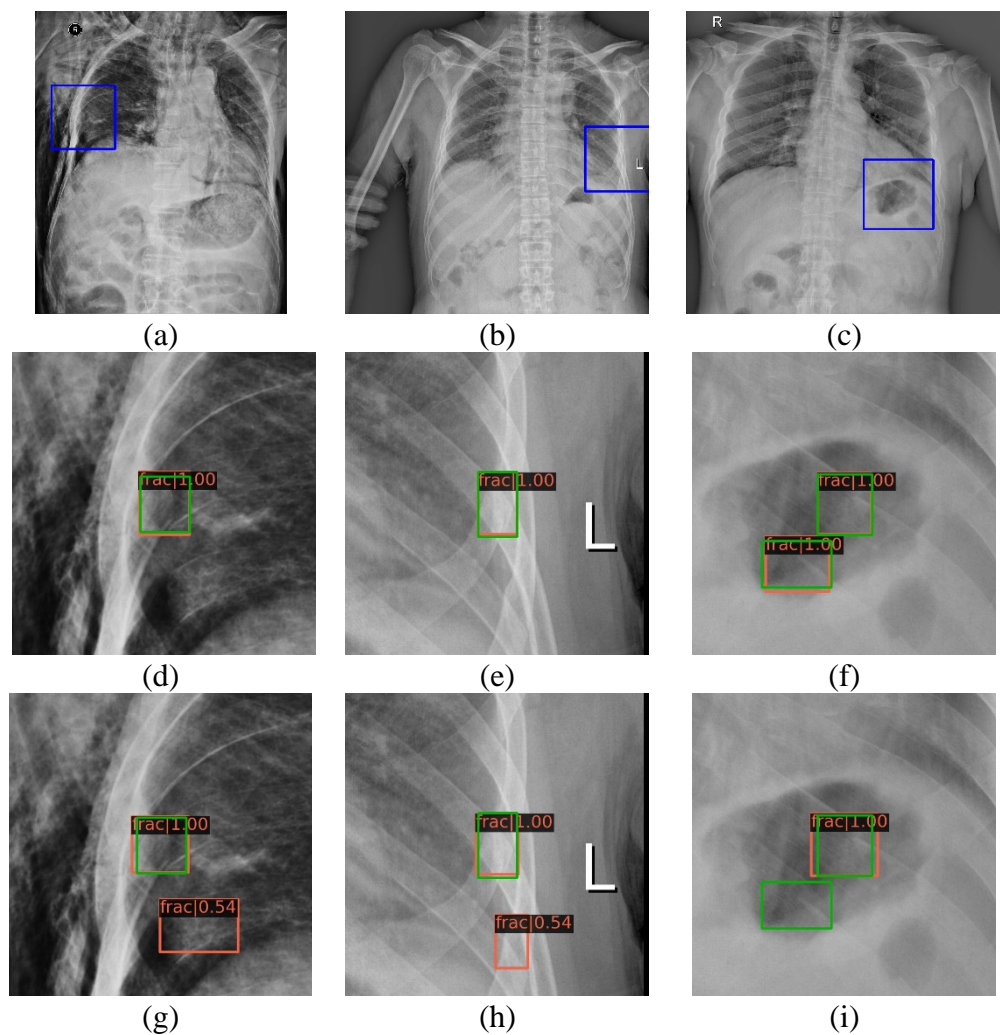 R
L
(a) (b) (c)
frac|1.00 frac|1.00 frac|1.00
L
frac|1.00
(d) (e) (f)
frac|1.00 frac|1.00 frac|1.00
L
frac|0.54 frac|0.54
(g) (h) (i)